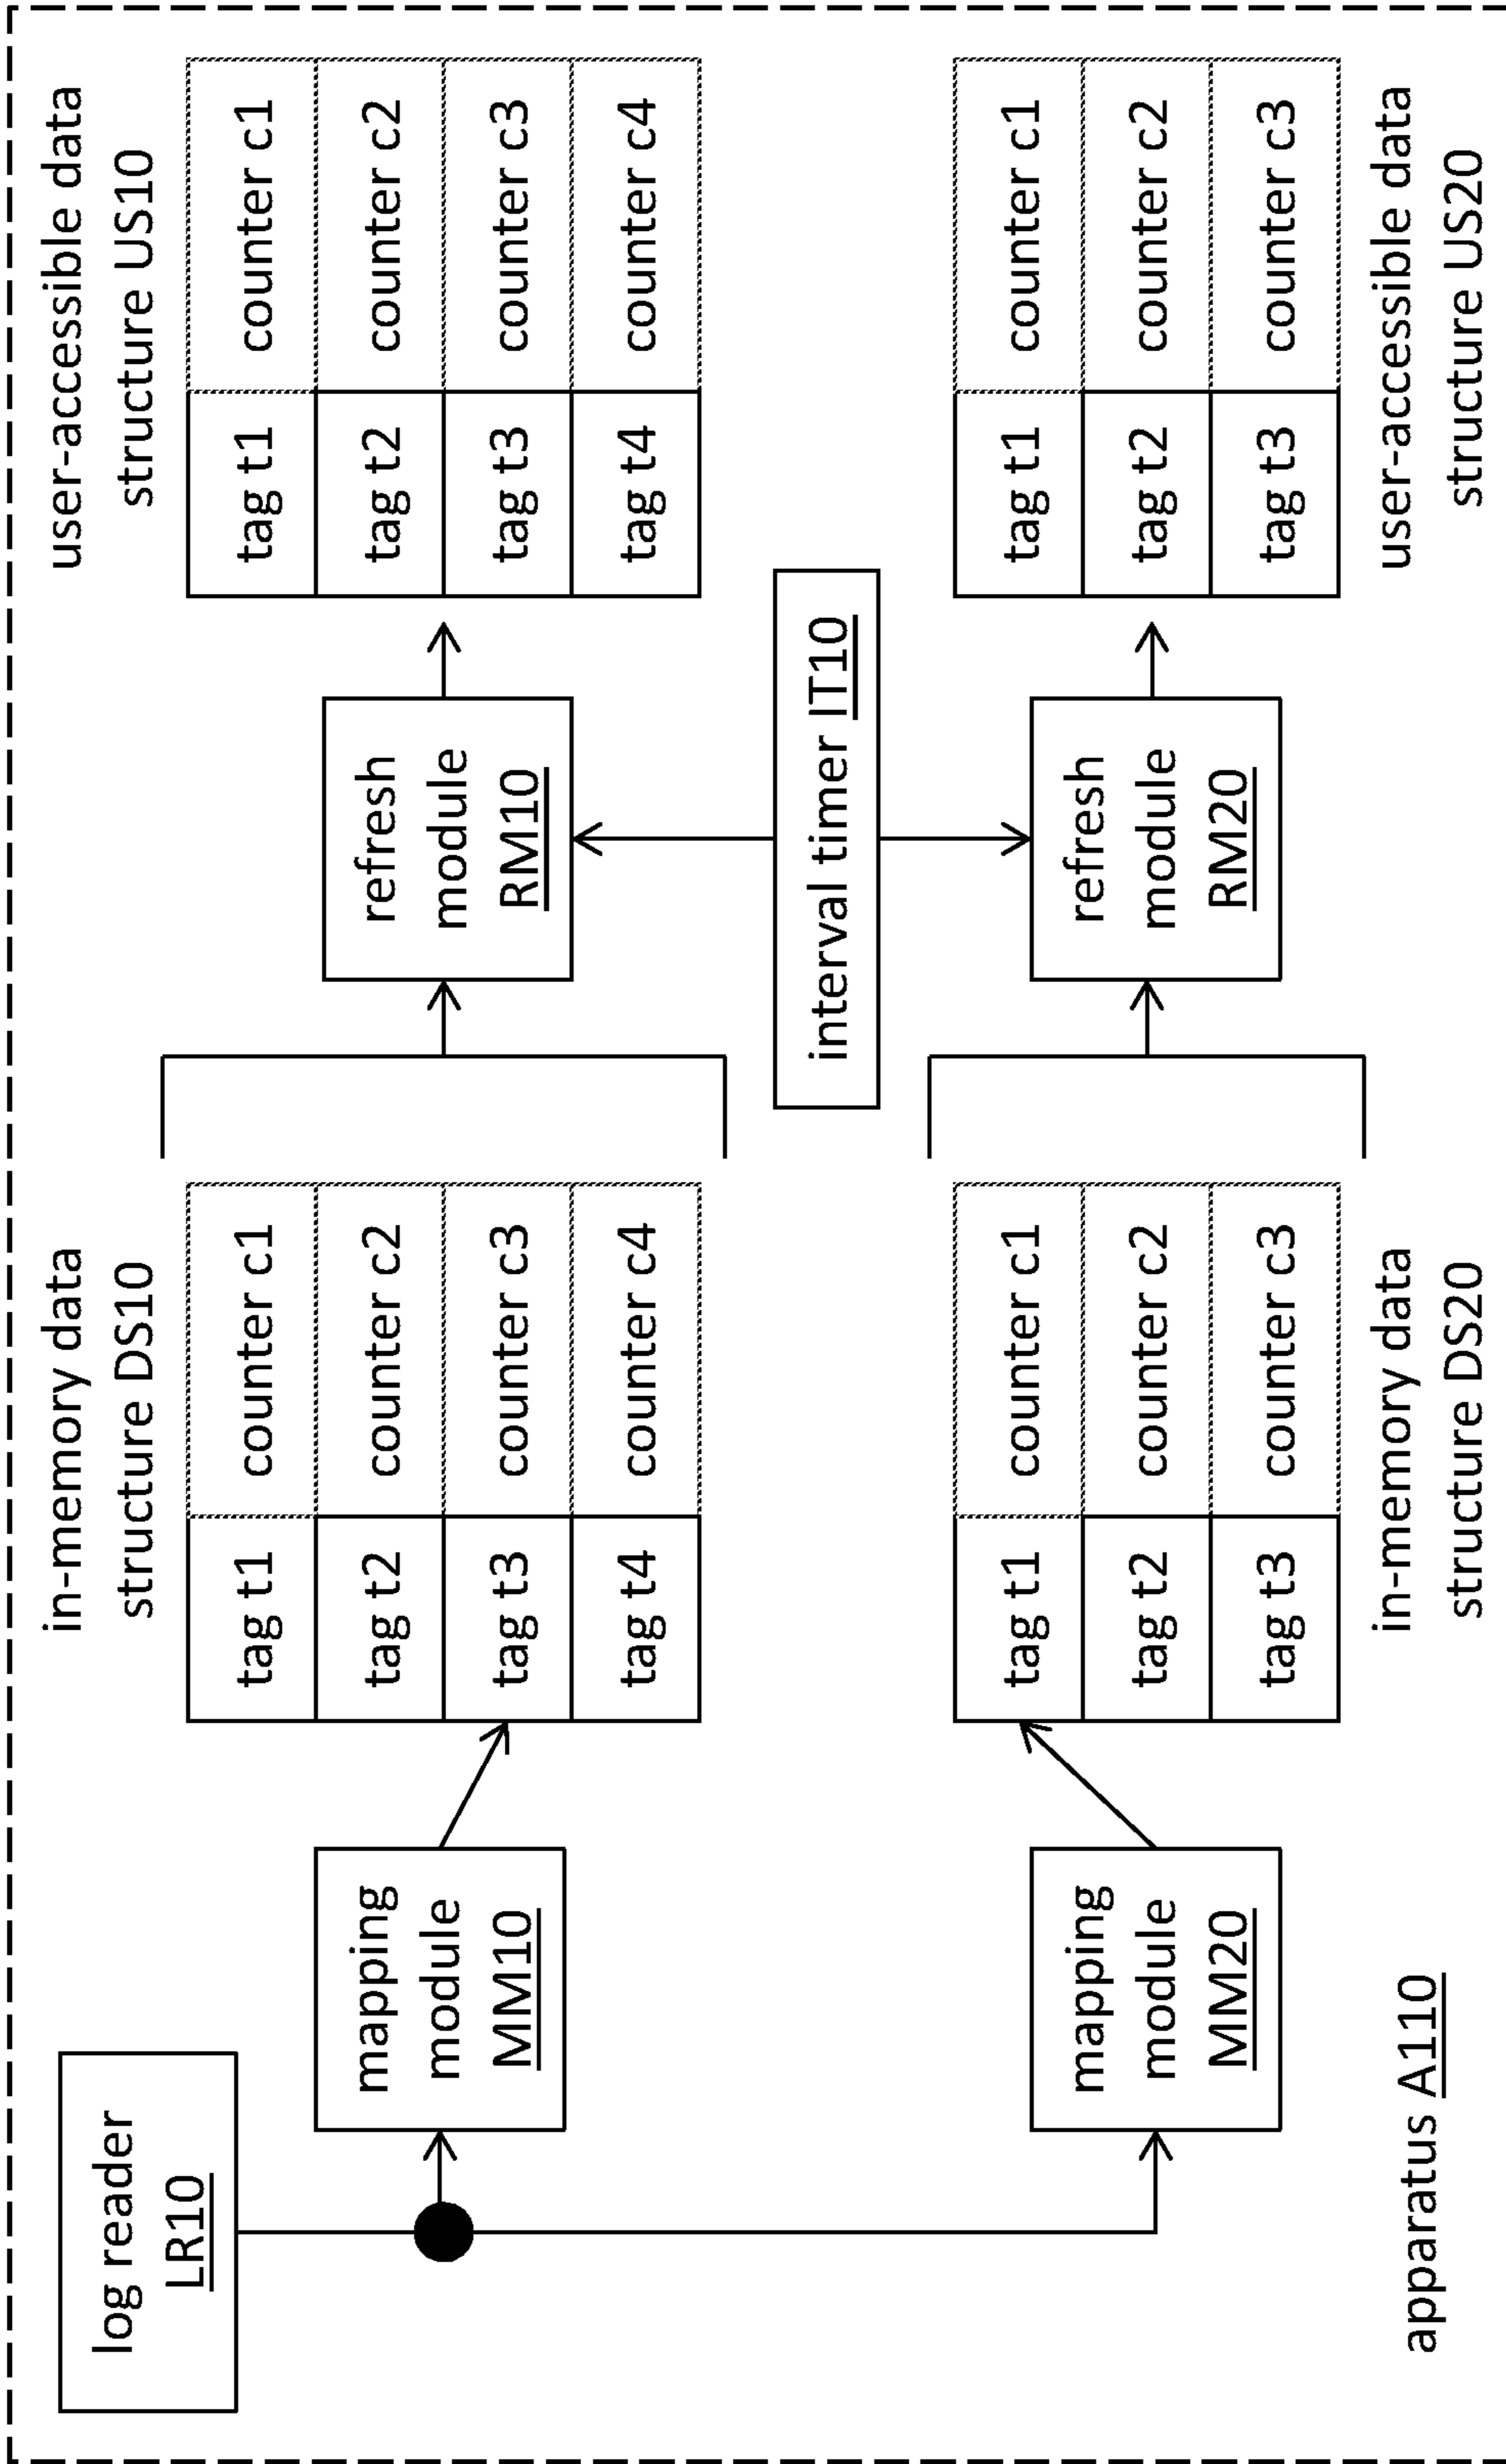 log reader
LR10
mapping
module
MM10
in-memory data
structure DS10
tag t1
counter c1
tag t2
counter c2
tag t3
counter c3
tag t4
counter c4
refresh
module
RM10
user-accessible data
structure US10
tag t1
counter c1
tag t2
counter c2
tag t3
counter c3
tag t4
counter c4
interval timer IT10
mapping
module
MM20
tag t1
counter c1
tag t2
counter c2
tag t3
counter c3
in-memory data
structure DS20
refresh
module
RM20
tag t1
counter c1
tag t2
counter c2
tag t3
counter c3
user-accessible data
structure US20
apparatus A110